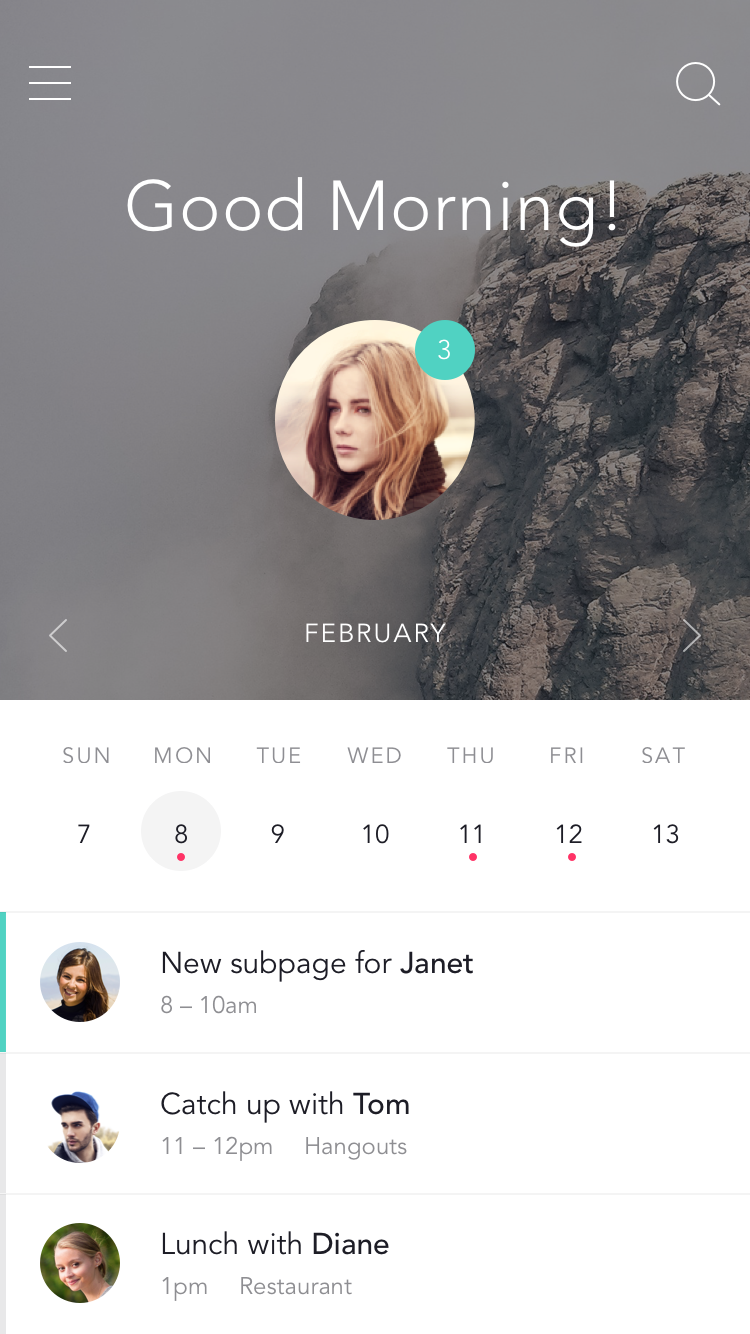 Good Morning!
3
FEBRUARY
SUN MON TUE WED THU FRI SAT
7 8 9 10 11 12 13
New subpage for Janet
8 – 10am
Catch up with Tom
11 – 12pm Hangouts
Lunch with Diane
1pm Restaurant